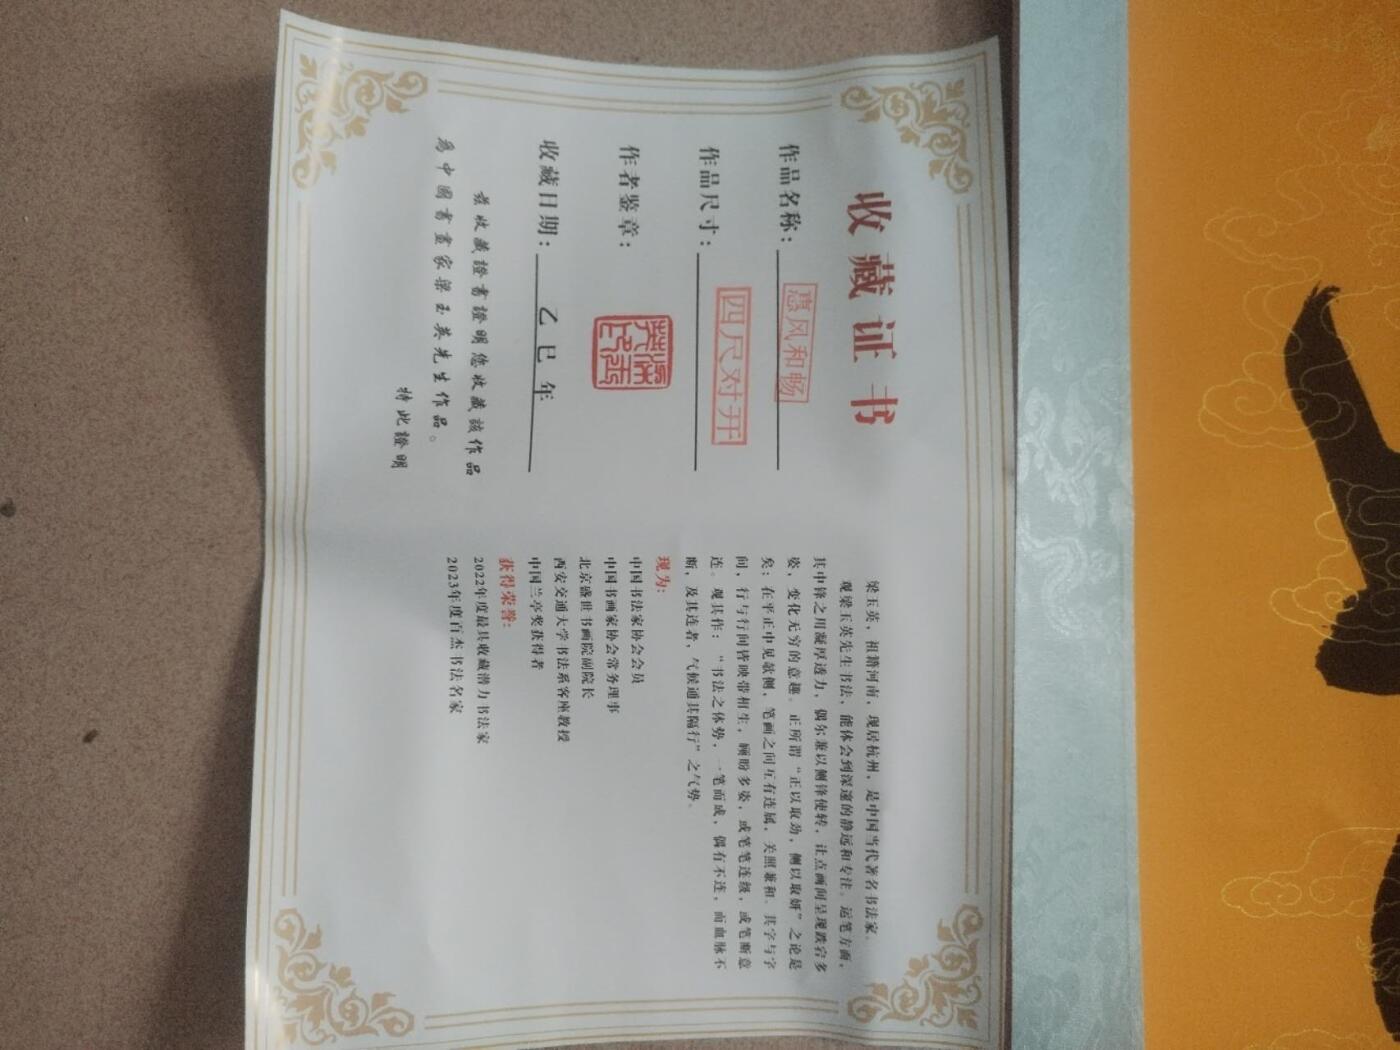 收藏证书
作品名称：惠风和畅
作品尺寸：四尺对开
作者鉴章：
收藏日期：乙巳年
兹收藏證书證明您收藏該作品
為中國書畫家梁玉英先生作品。
特此證明
梁玉英，祖籍河南，现居杭州，是中国当代著名书法家。
观梁玉英先生书法，能体会到深邃的静远和专注。运笔方面，
其中锋之用凝厚透力，偶尔兼以侧锋使转，让点画间呈现跌宕多
姿，变化无穷的意趣。正所谓“正以取劲，侧以取妍”之论是
矣；在平正中见欹侧，笔画之间互有连属，关照兼和。其字与字
间，行与行间皆映带相生，顾盼多姿，或笔笔连级，或笔断意
连。观其作：“书法之体势，一笔而成，偶有不连，而血脉不
断，及其连者，气候通其隔行”之气势。
现为：
中国书法家协会会员
中国书画家协会常务理事
北京盛世书画院副院长
西安交通大学书法系客座教授
中国兰亭奖获得者
获得荣誉：
2022年度最具收藏潜力书法家
2023年度百杰书法名家